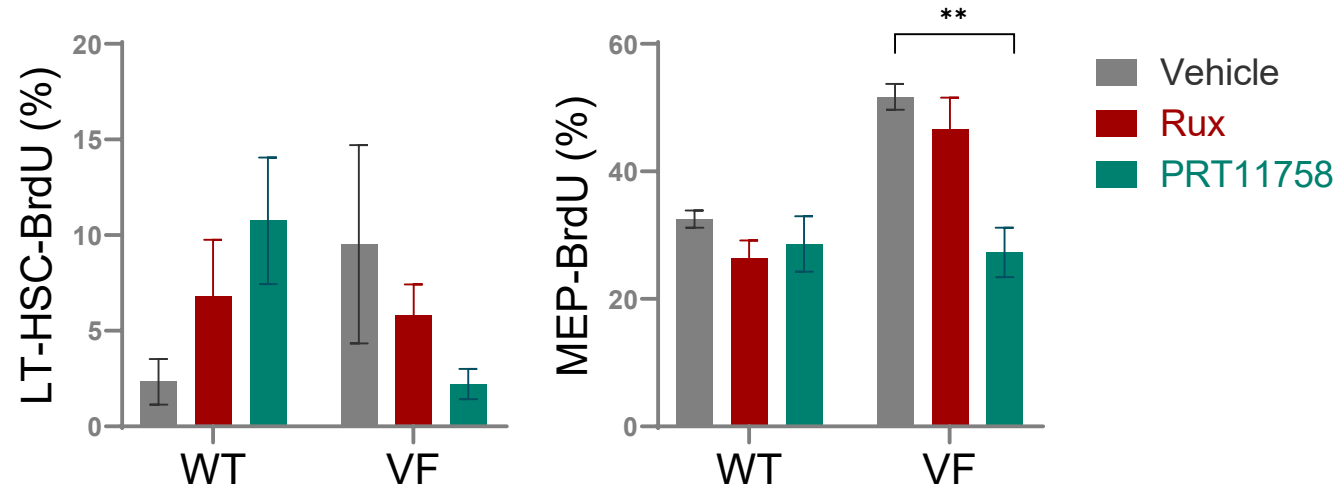 LT-HSC-BrdU (%)
20
15
10
5
0
WT VF
MEP-BrdU (%)
60
40
20
0
WT VF
**
Vehicle
Rux
PRT11758